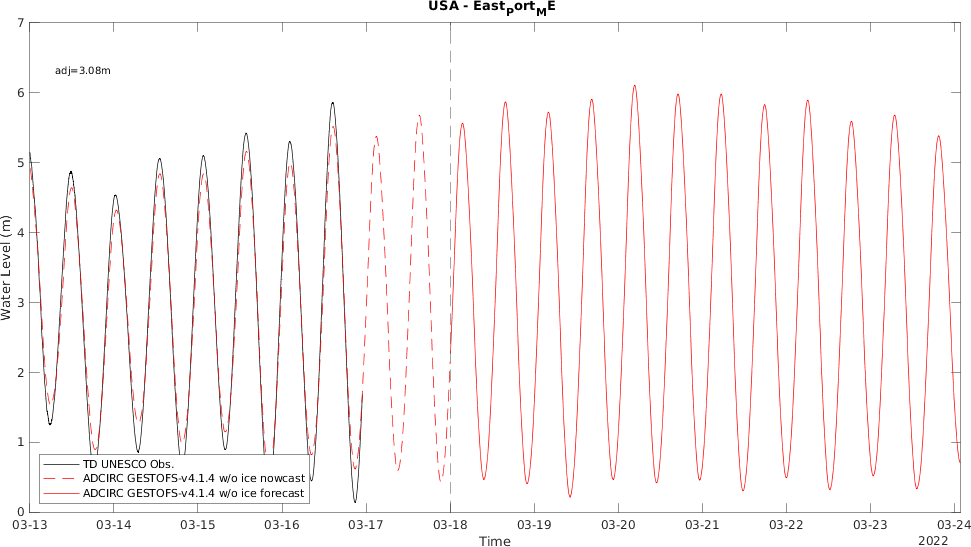 USA - EastPortME
adj=3.08m
7
6
5
4
3
2
1
0
Water Level (m)
TD UNESCO Obs.
ADCIRC GESTOFS-v4.1.4 w/o ice nowcast
ADCIRC GESTOFS-v4.1.4 w/o ice forecast
03-13 03-14 03-15 03-16 03-17 03-18 03-19 03-20 03-21 03-22 03-23 03-24
Time
2022